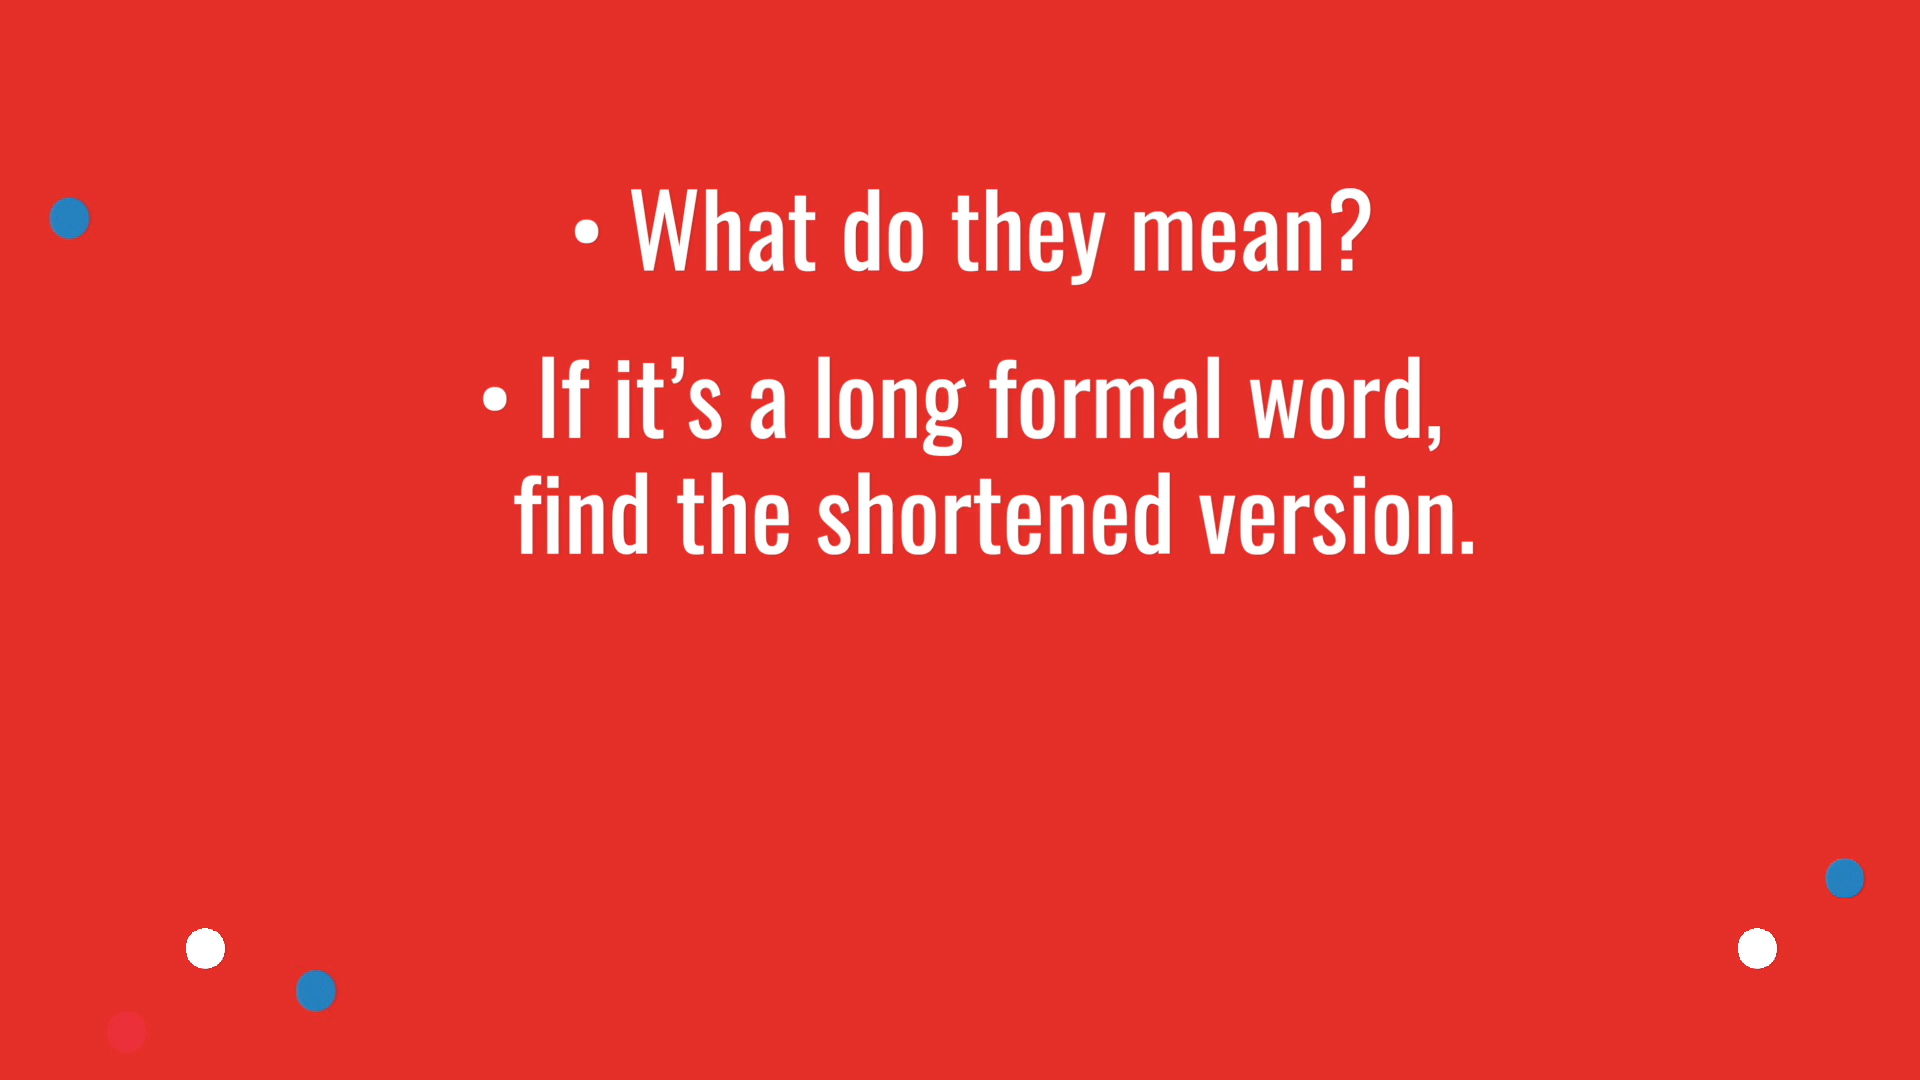 • What do they mean?
• If it’s a long formal word,
find the shortened version.